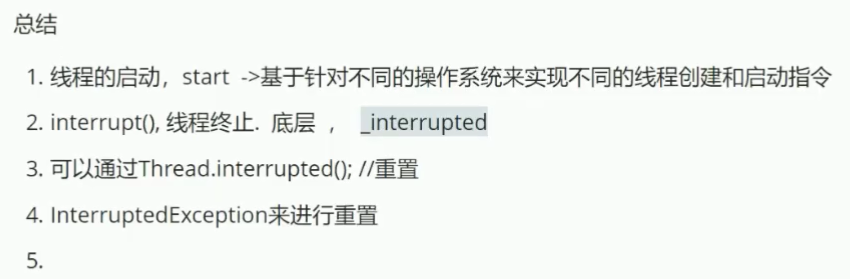 总结
1. 线程的启动，start ->基于针对不同的操作系统来实现不同的线程创建和启动指令
2. interrupt(), 线程终止. 底层 ， _interrupted
3. 可以通过Thread.interrupted(); //重置
4. InterruptedException来进行重置
5.